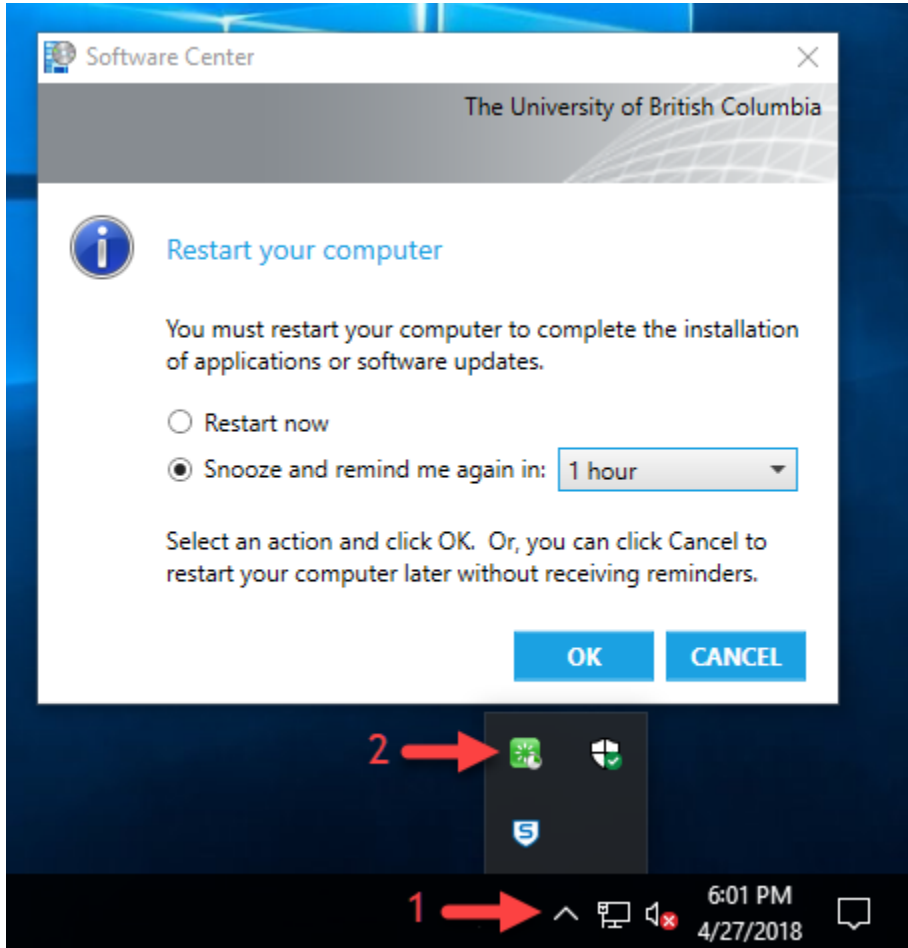 Software Center
The University of British Columbia
Restart your computer
You must restart your computer to complete the installation
of applications or software updates.
Restart now
Snooze and remind me again in: 1 hour
Select an action and click OK.  Or, you can click Cancel to
restart your computer later without receiving reminders.
OK CANCEL
2
S
1
6:01 PM
4/27/2018